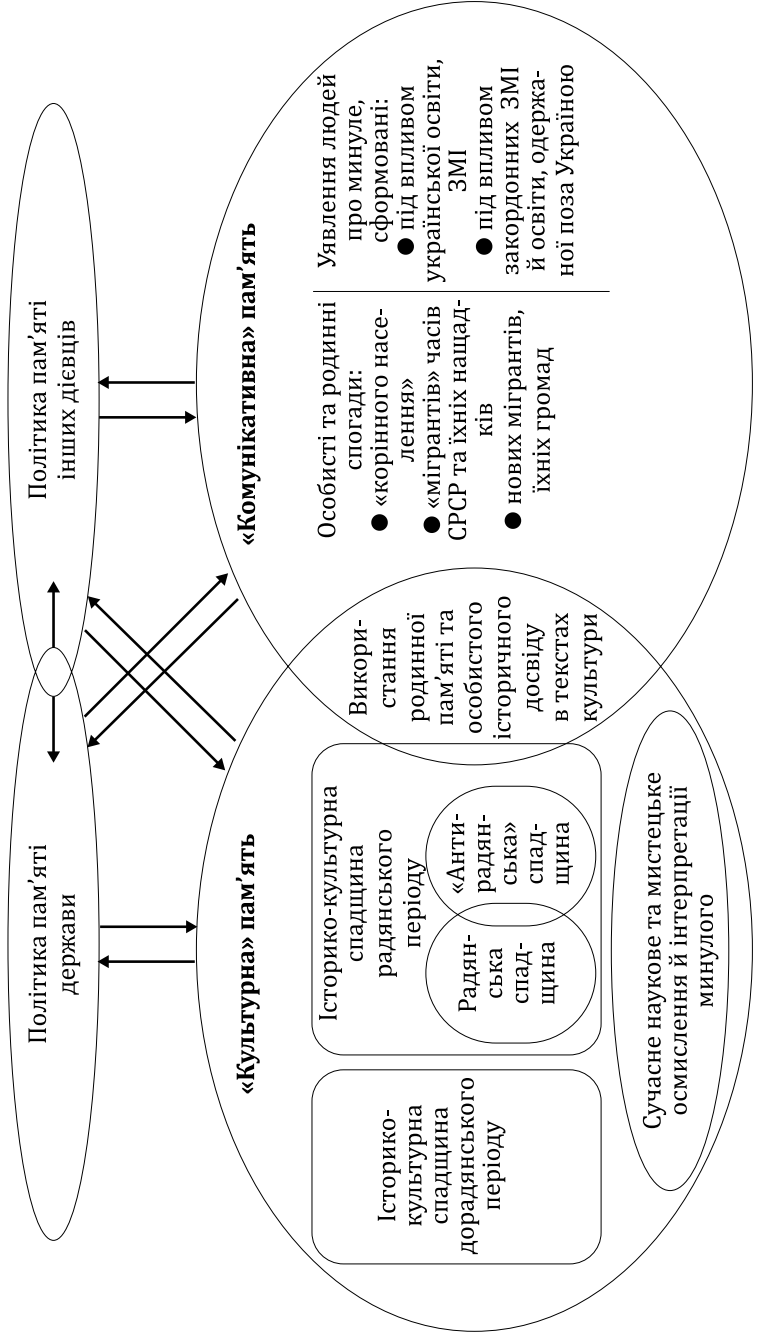 Політика пам’яті
держави
Політика пам’яті
інших дієвців
«Культурна» пам’ять
Історико-
культурна
спадщина
дорадянського
періоду
Історико-культурна
спадщина
радянського
періоду
Радян-
ська
спад-
щина
«Анти-
радян-
ська»
спад-
щина
Сучасне наукове та мистецьке
осмислення й інтерпретації
минулого
Викори-
стання
родинної
пам’яті та
особистого
історичного
досвіду
в текстах
культури
«Комунікативна» пам’ять
Особисті та родинні
спогади:
● «корінного насе-
лення»
● «мігрантів» часів
СРСР та їхніх нащад-
ків
● нових мігрантів,
їхніх громад
Уявлення людей
про минуле,
сформовані:
● під впливом
української освіти,
ЗМІ
● під впливом
закордонних ЗМІ
й освіти, одержа-
ної поза Україною